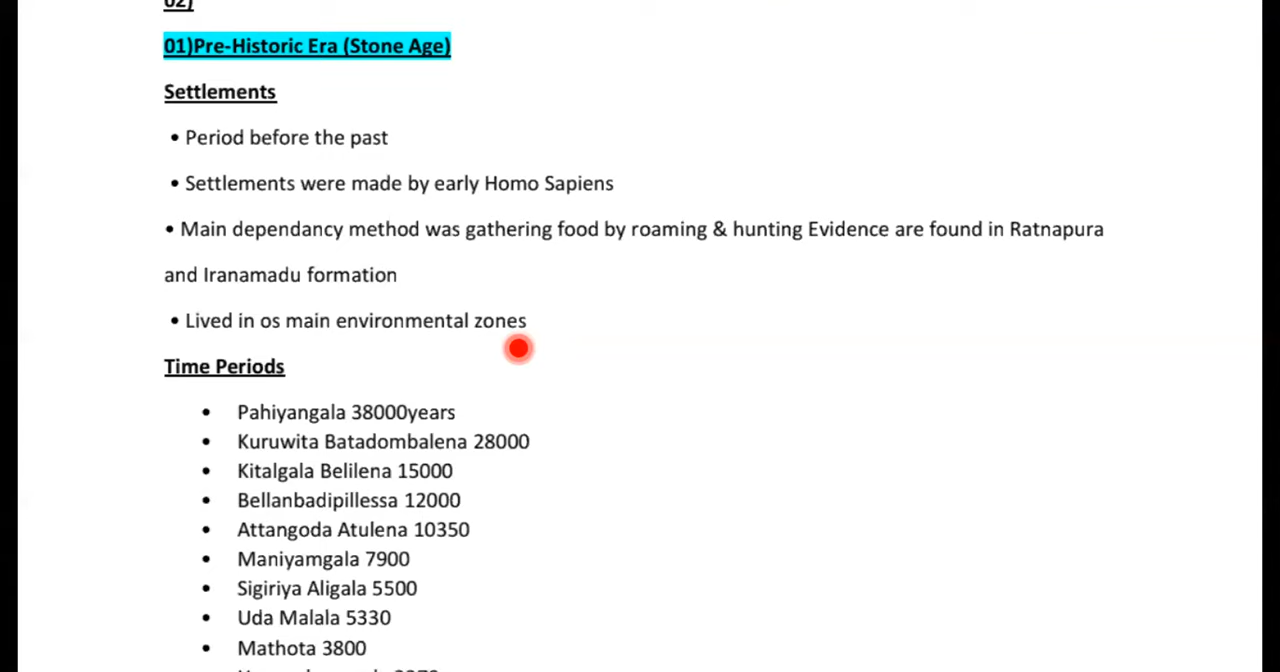 02)
01)Pre-Historic Era (Stone Age)
Settlements
• Period before the past
• Settlements were made by early Homo Sapiens
• Main dependancy method was gathering food by roaming & hunting Evidence are found in Ratnapura
and Iranamadu formation
• Lived in os main environmental zones
Time Periods
• Pahiyangala 38000years
• Kuruwita Batadombalena 28000
• Kitalgala Belilena 15000
• Bellanbadipillessa 12000
• Attangoda Atulena 10350
• Maniyamgala 7900
• Sigiriya Aligala 5500
• Uda Malala 5330
• Mathota 3800